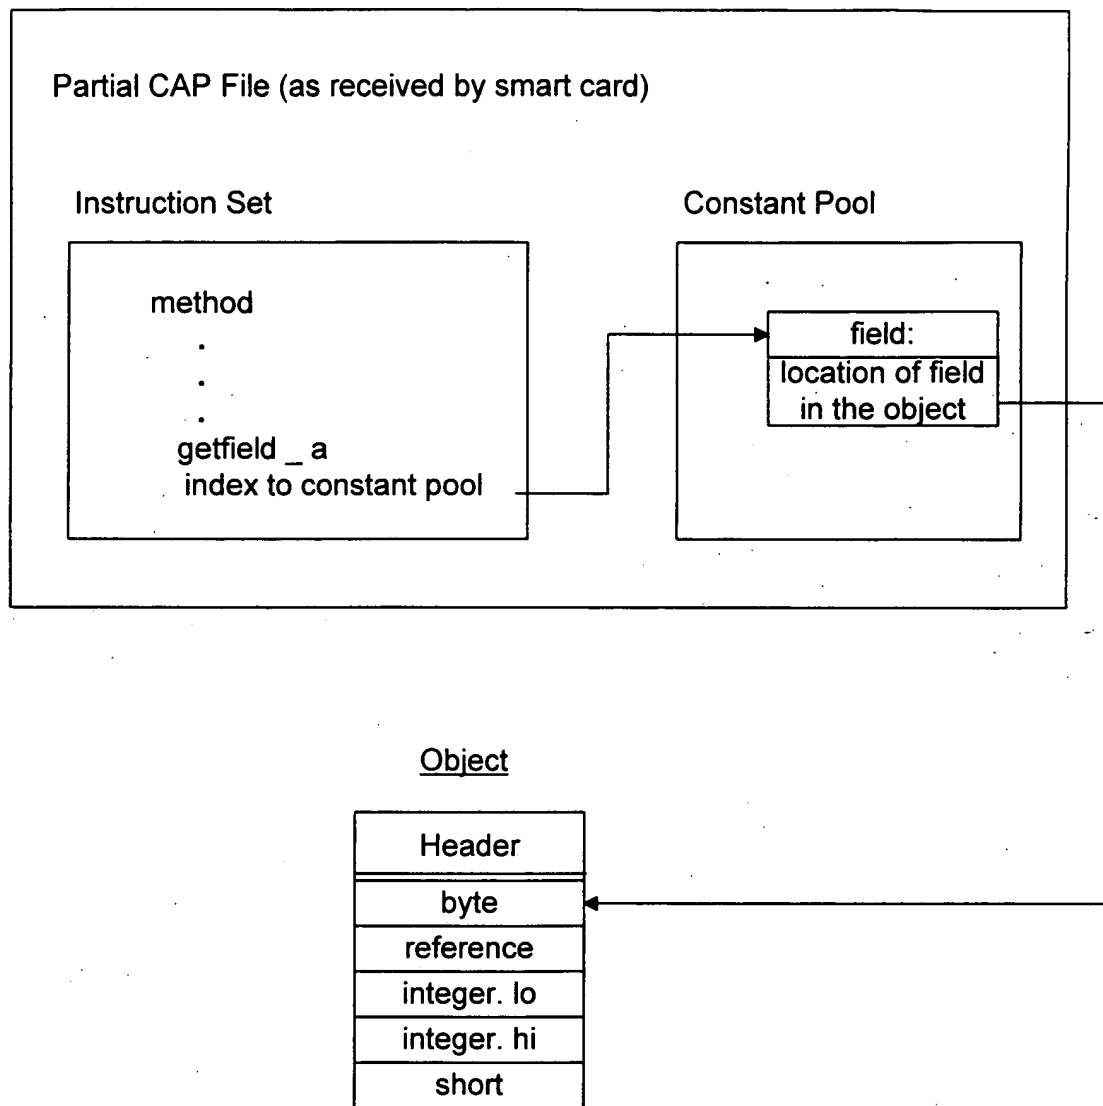 Partial CAP File (as received by smart card)
Instruction Set
Constant Pool
method
.
.
.
getfield _ a
index to constant pool
field:
location of field
in the object
Object
Header
byte
reference
integer. lo
integer. hi
short